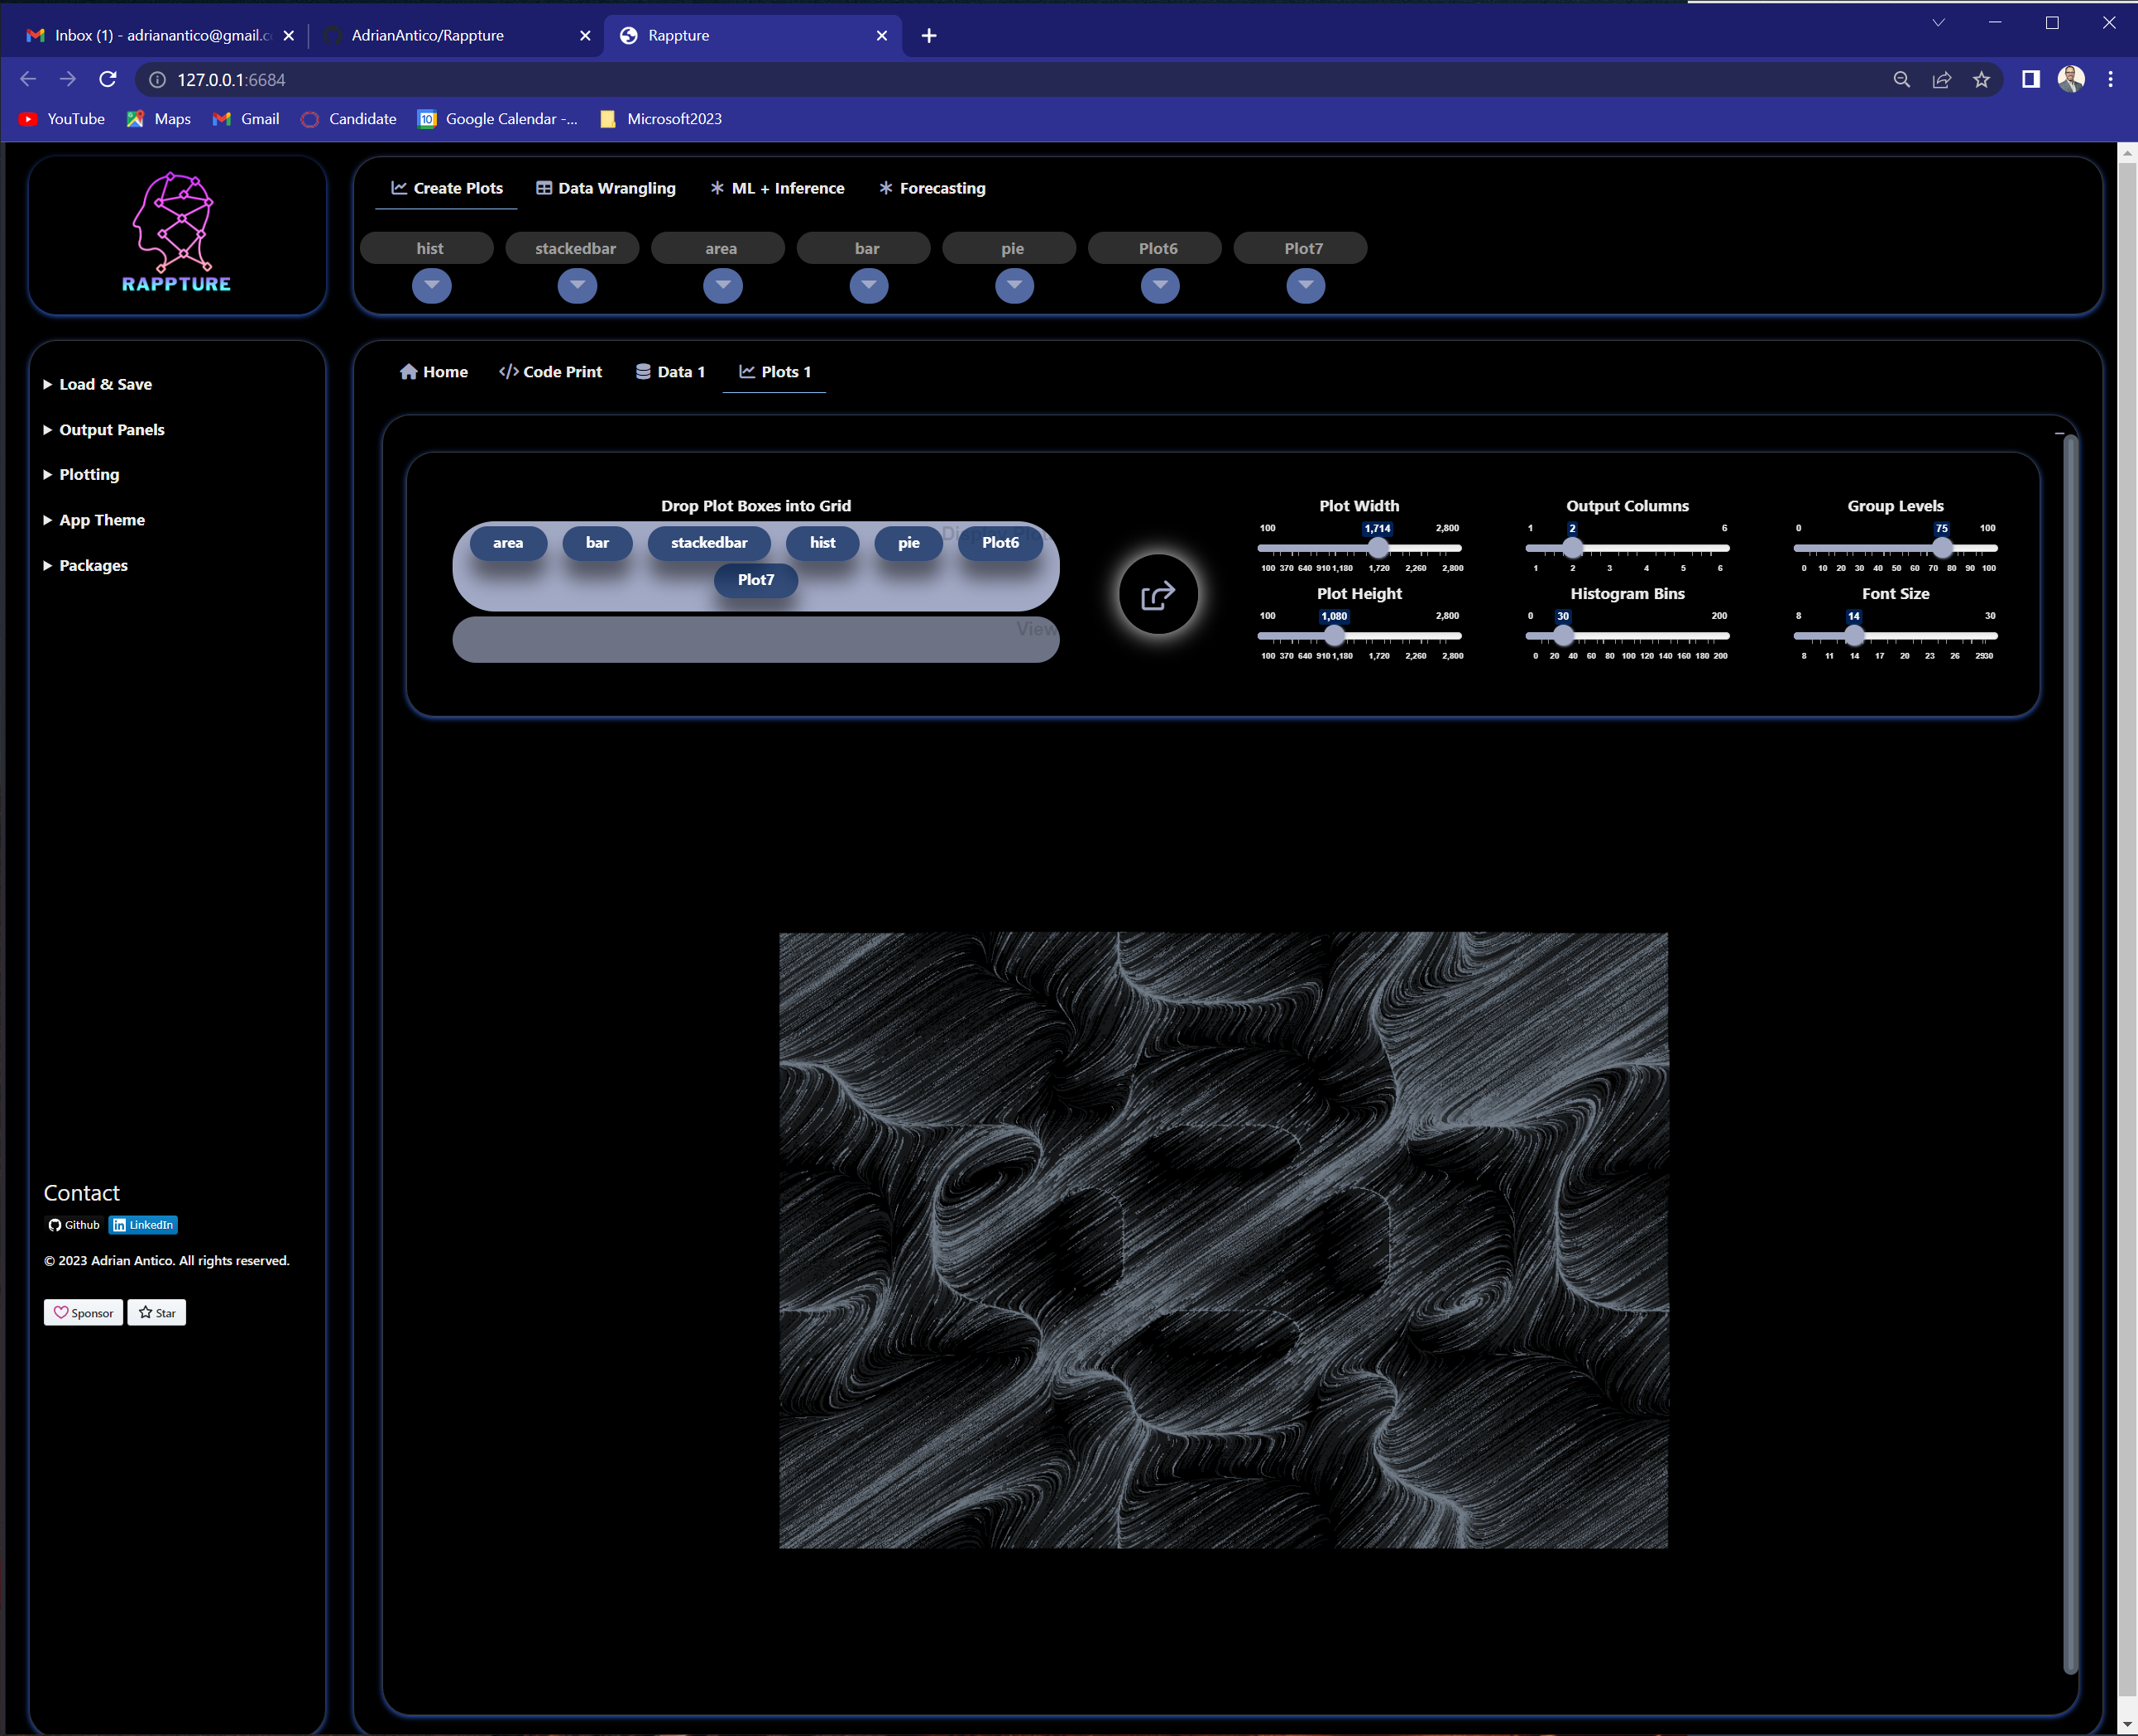 Inbox (1) - adrianantico@gmail.c
AdrianAntico/Rappture
Rappture
127.0.0.1:6684
YouTube
Maps
Gmail
Candidate
Google Calendar -...
Microsoft2023
RAPPTURE
Create Plots
Data Wrangling
ML + Inference
Forecasting
hist
stackedbar
area
bar
pie
Plot6
Plot7
Load & Save
Output Panels
Plotting
App Theme
Packages
Contact
Github
LinkedIn
© 2023 Adrian Antico. All rights reserved.
Sponsor
Star
Home
Code Print
Data 1
Plots 1
Drop Plot Boxes into Grid
area
bar
stackedbar
hist
pie
Plot6
Plot7
View
Plot Width
100 1,714 2,800
100 370 640 910 1,180 1,720 2,260 2,800
Plot Height
100 1,080 2,800
100 370 640 910 1,180 1,720 2,260 2,800
Output Columns
1 2 6
1 2 3 4 5 6
Histogram Bins
0 30 200
0 20 40 60 80 100 120 140 160 180 200
Group Levels
0 75 100
0 10 20 30 40 50 60 70 80 90 100
Font Size
8 14 30
8 11 14 17 20 23 26 29 30